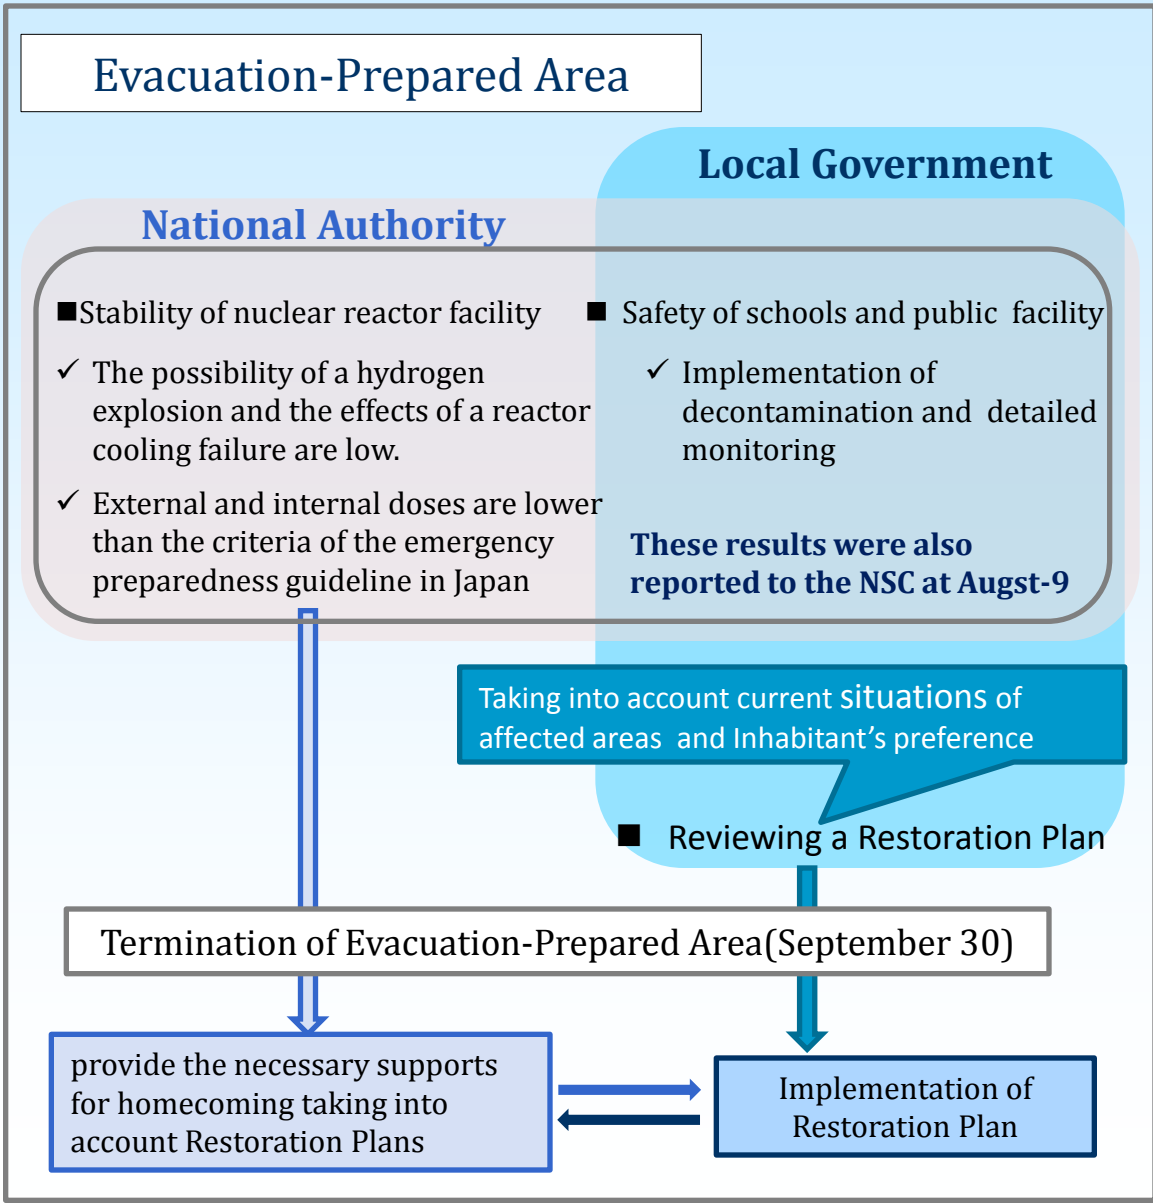 Evacuation-Prepared Area
Local Government
National Authority
■Stability of nuclear reactor facility
✓ The possibility of a hydrogen
explosion and the effects of a reactor
cooling failure are low.
✓ External and internal doses are lower
than the criteria of the emergency
preparedness guideline in Japan
■ Safety of schools and public facility
✓ Implementation of
decontamination and detailed
monitoring
These results were also
reported to the NSC at Augst-9
Taking into account current situations of
affected areas and Inhabitant's preference
■ Reviewing a Restoration Plan
Termination of Evacuation-Prepared Area(September 30)
provide the necessary supports
for homecoming taking into
account Restoration Plans
Implementation of
Restoration Plan